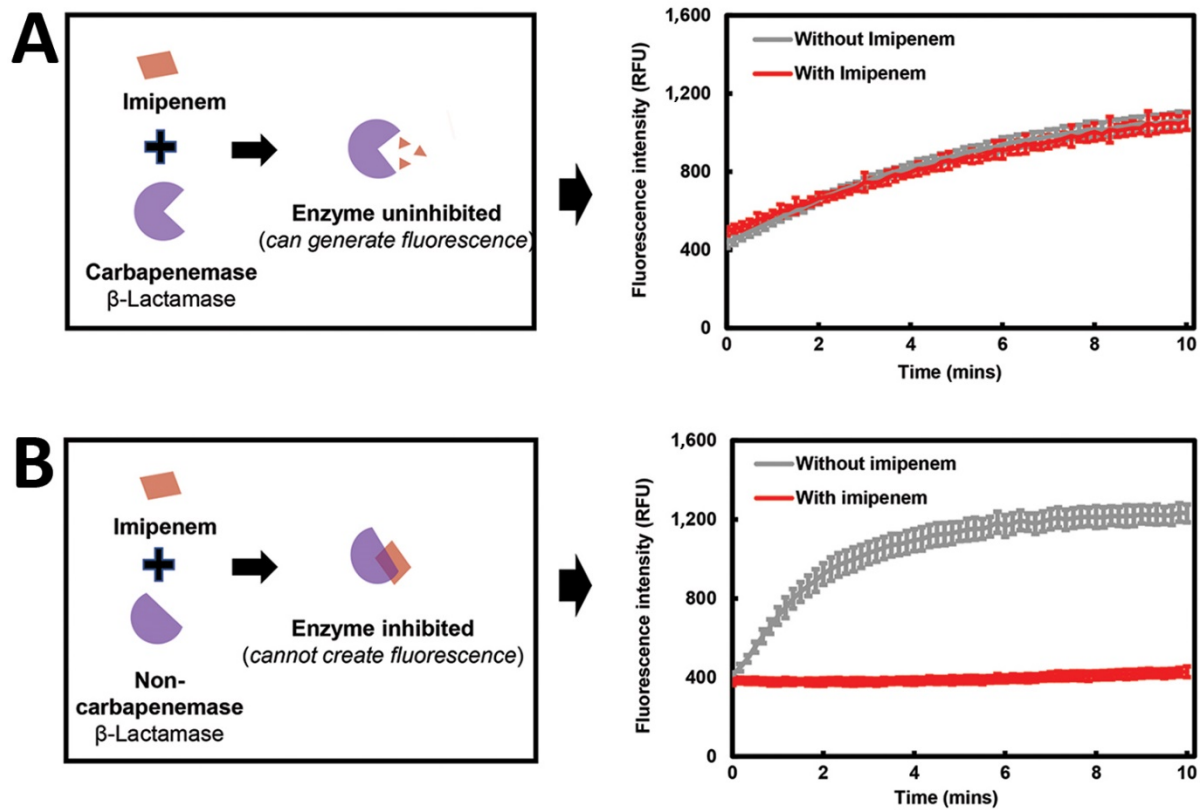 A
Imipenem
Carbapenemase
β-Lactamase
Enzyme uninhibited
(can generate fluorescence)
Fluorescence intensity (RFU)
1,600
1,200
800
400
0
Without Imipenem
With Imipenem
0 2 4 6 8 10
Time (mins)
B
Imipenem
Non-
carbapenemase
β-Lactamase
Enzyme inhibited
(cannot create fluorescence)
Fluorescence intensity (RFU)
1,600
1,200
800
400
0
Without imipenem
With imipenem
0 2 4 6 8 10
Time (mins)